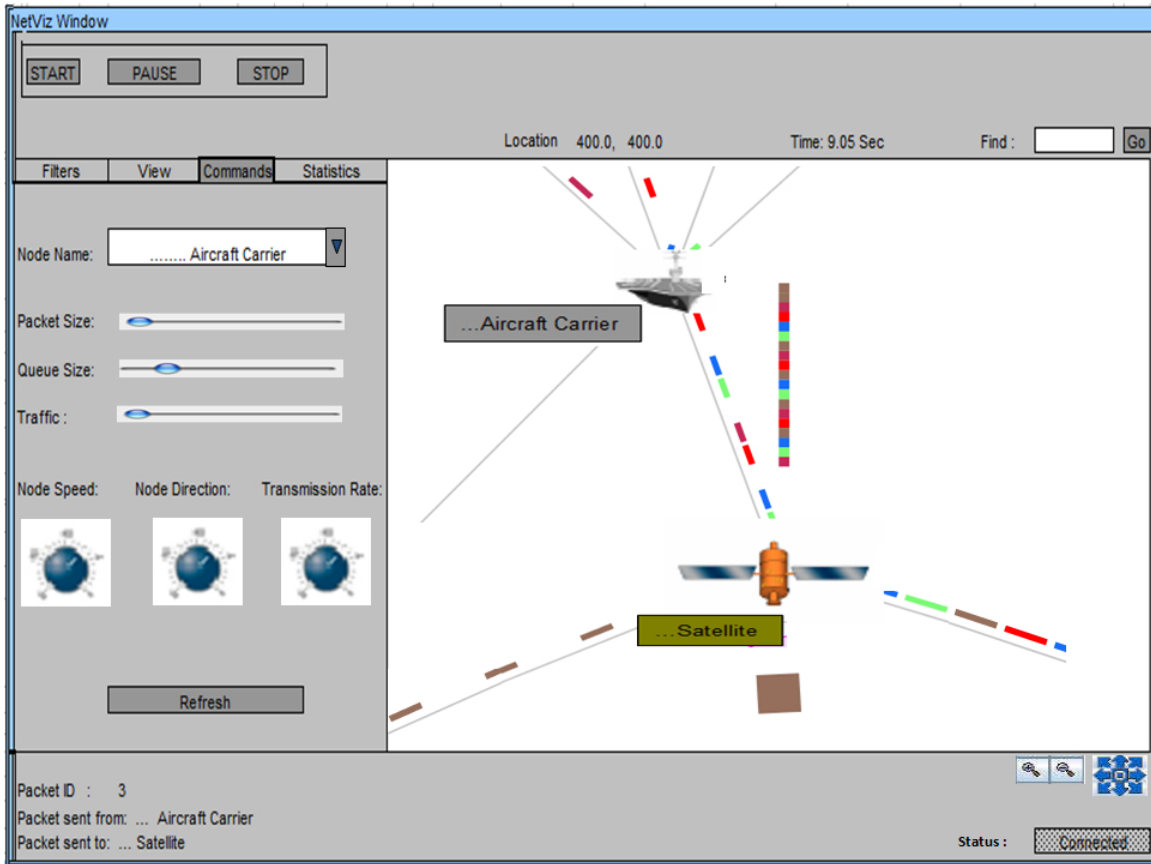 NetViz Window
START PAUSE STOP
Location 400.0, 400.0 Time: 9.05 Sec Find : Go
Filters View Commands Statistics
Node Name: ........ Aircraft Carrier
...Aircraft Carrier
Packet Size:
Queue Size:
Traffic :
Node Speed: Node Direction: Transmission Rate:
...Satellite
Refresh
Packet ID : 3
Packet sent from: ... Aircraft Carrier
Packet sent to: ... Satellite
Status : Connected